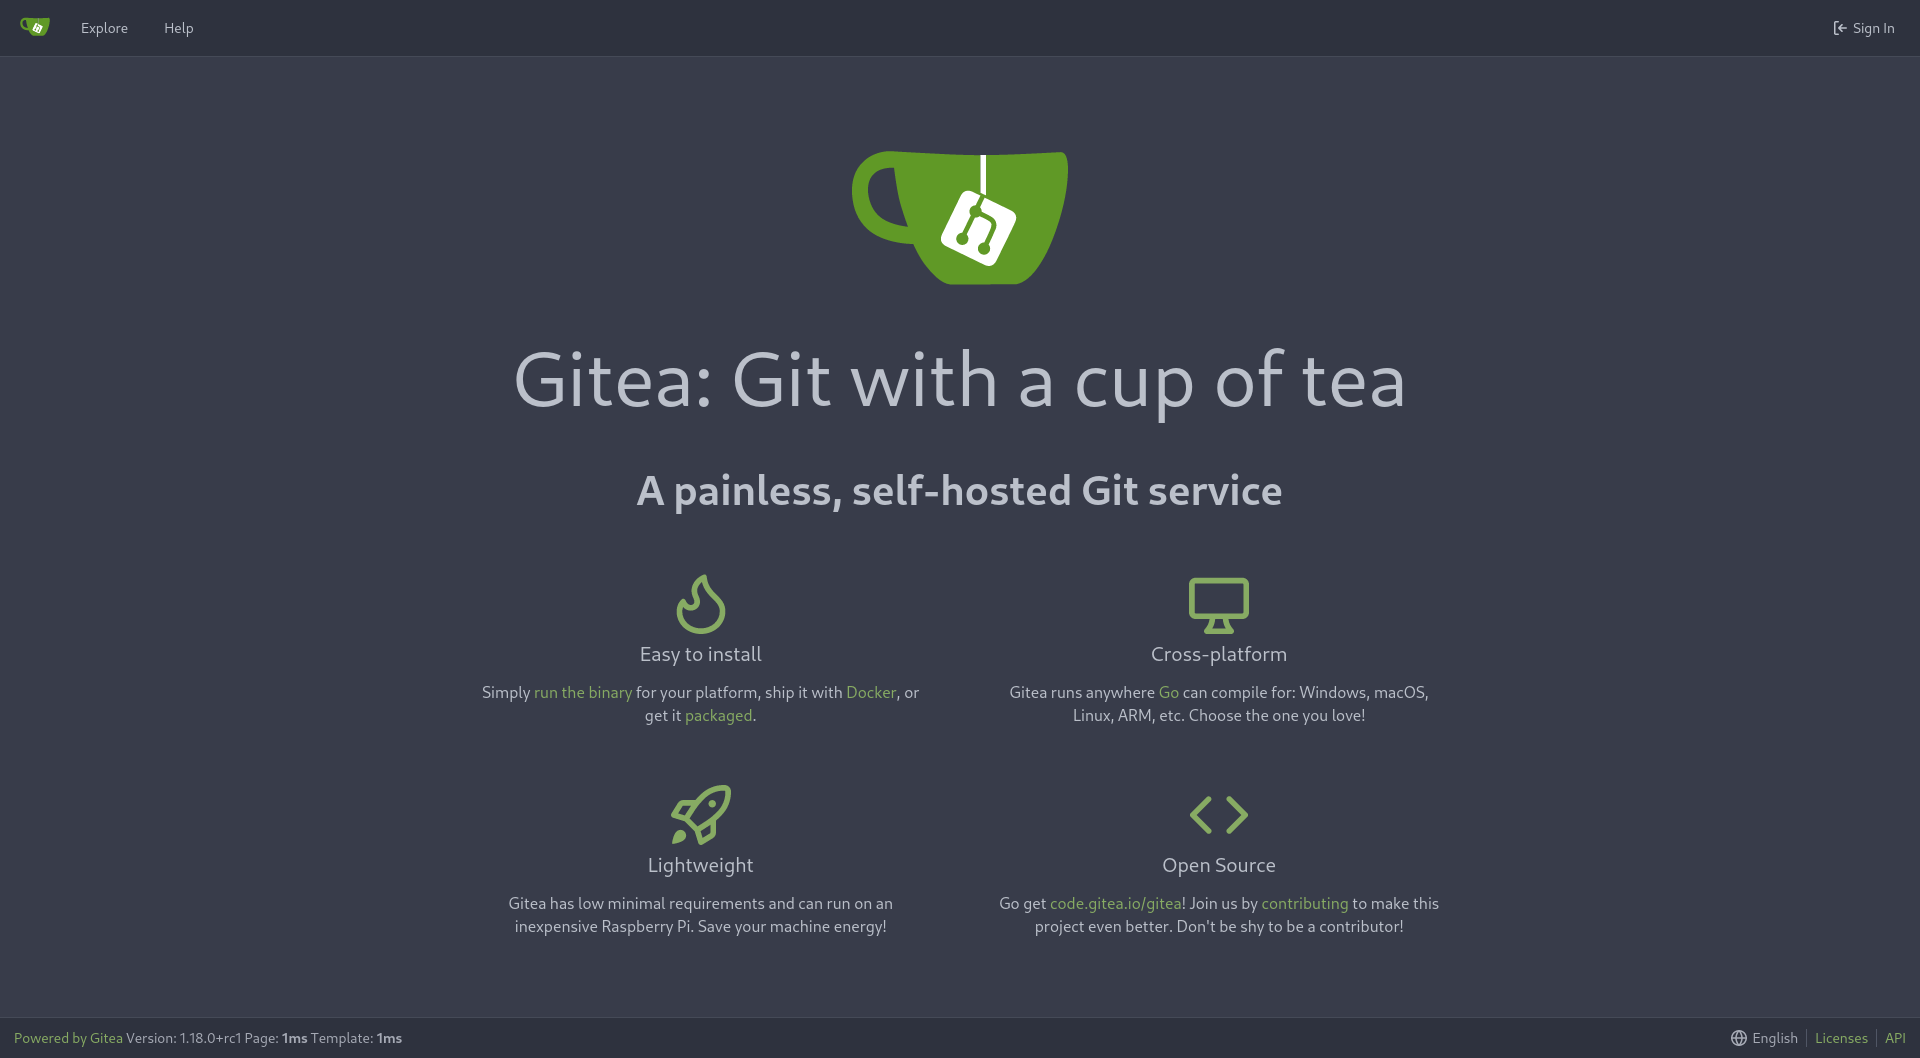 Explore Help Sign In
Gitea: Git with a cup of tea
A painless, self-hosted Git service
Easy to install
Simply run the binary for your platform, ship it with Docker, or
get it packaged.
Cross-platform
Gitea runs anywhere Go can compile for: Windows, macOS,
Linux, ARM, etc. Choose the one you love!
Lightweight
Gitea has low minimal requirements and can run on an
inexpensive Raspberry Pi. Save your machine energy!
Open Source
Go get code.gitea.io/gitea! Join us by contributing to make this
project even better. Don't be shy to be a contributor!
Powered by Gitea Version: 1.18.0+rc1 Page: 1ms Template: 1ms English Licenses API